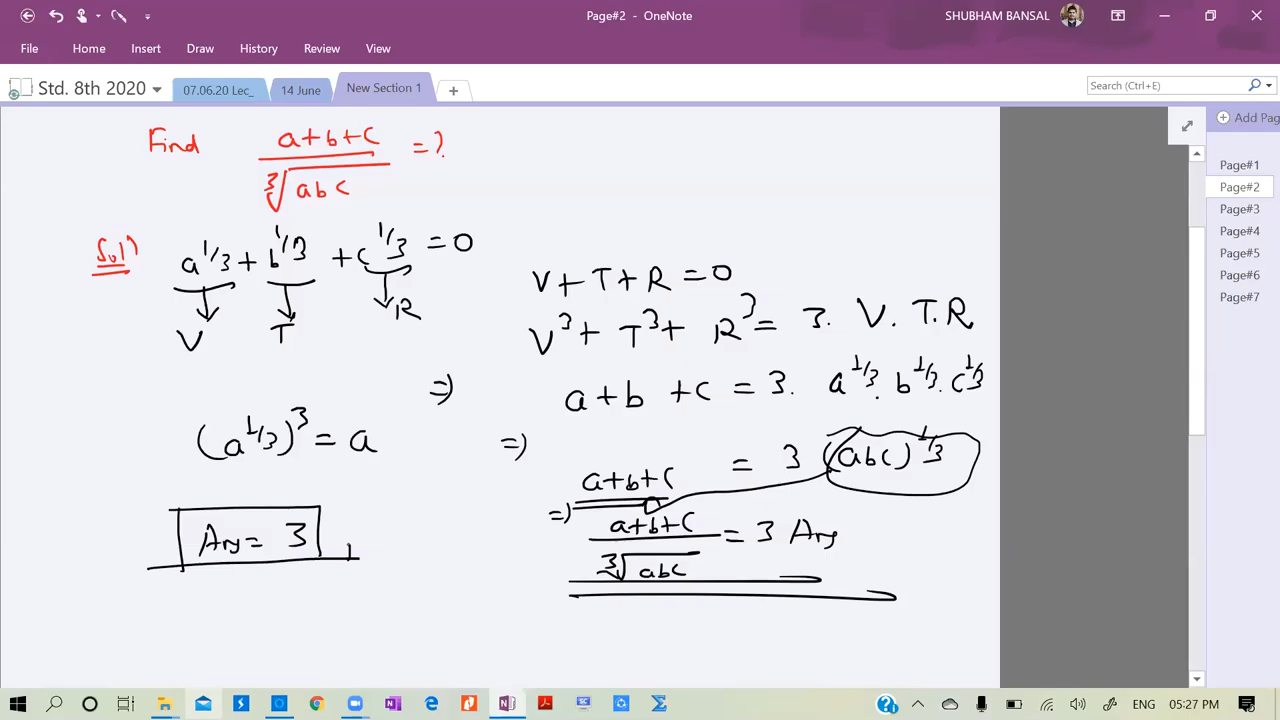 Page#2 - OneNote
SHUBHAM BANSAL
File Home Insert Draw History Review View
Std. 8th 2020
07.06.20 Lec_
14 June
New Section 1
Search (Ctrl+E)
Add Pag
Page#1
Page#2
Page#3
Page#4
Page#5
Page#6
Page#7
Find (a+b+c)/∛abc = ?
Solⁿ
a^1/3 + b^1/3 + c^1/3 = 0
V T R
V + T + R = 0
V³ + T³ + R³ = 3. V. T. R
⇒ a + b + c = 3. a^1/3. b^1/3. c^1/3
(a^1/3)³ = a
⇒ a+b+c = 3 (abc)^1/3
⇒ (a+b+c)/∛abc = 3 Ans
Ans = 3
ENG 05:27 PM